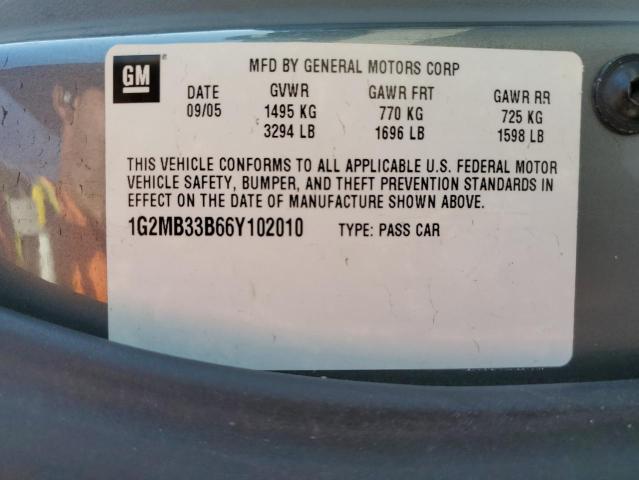 GM
MFD BY GENERAL MOTORS CORP
DATE GVWR GAWR FRT GAWR RR
09/05 1495 KG 770 KG 725 KG
3294 LB 1696 LB 1598 LB
THIS VEHICLE CONFORMS TO ALL APPLICABLE U.S. FEDERAL MOTOR
VEHICLE SAFETY, BUMPER, AND THEFT PREVENTION STANDARDS IN
EFFECT ON THE DATE OF MANUFACTURE SHOWN ABOVE.
1G2MB33B66Y102010 TYPE: PASS CAR